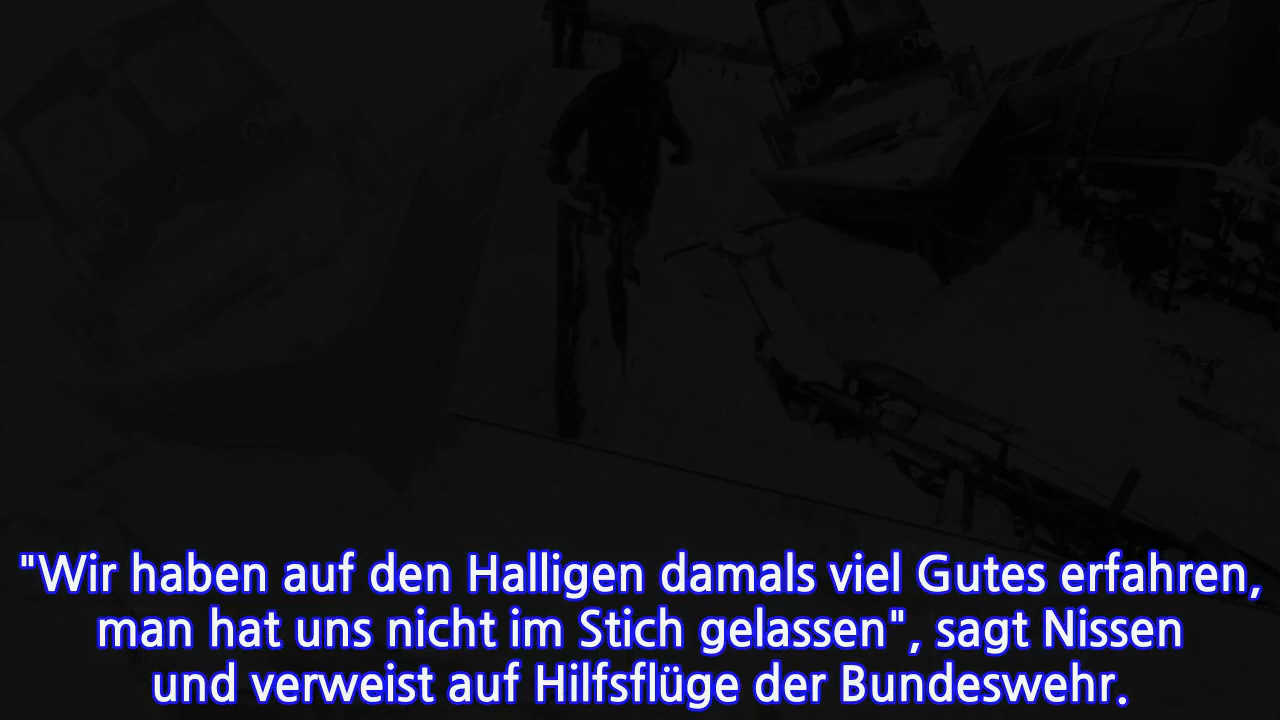 "Wir haben auf den Halligen damals viel Gutes erfahren,
man hat uns nicht im Stich gelassen", sagt Nissen
und verweist auf Hilfsflüge der Bundeswehr.